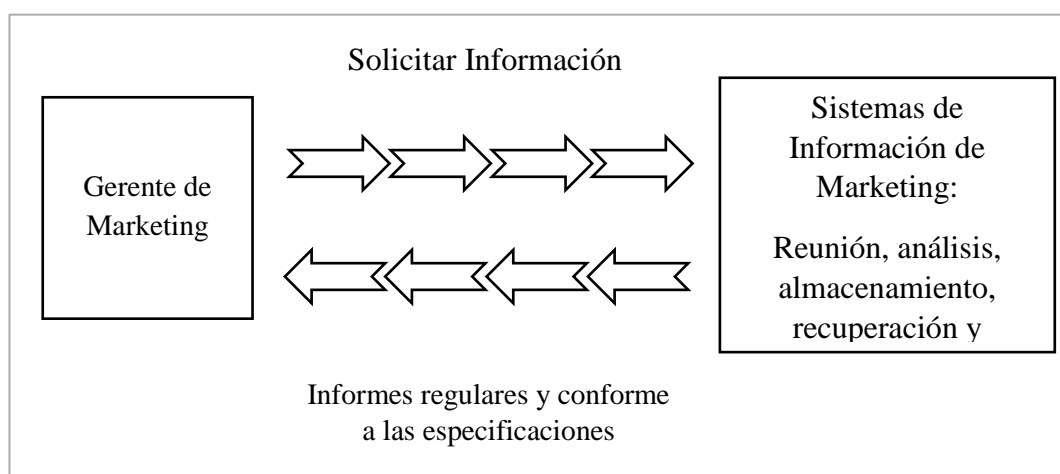 Solicitar Información
Gerente de
Marketing
Sistemas de
Información de
Marketing:
Reunión, análisis,
almacenamiento,
recuperación y
Informes regulares y conforme
a las especificaciones